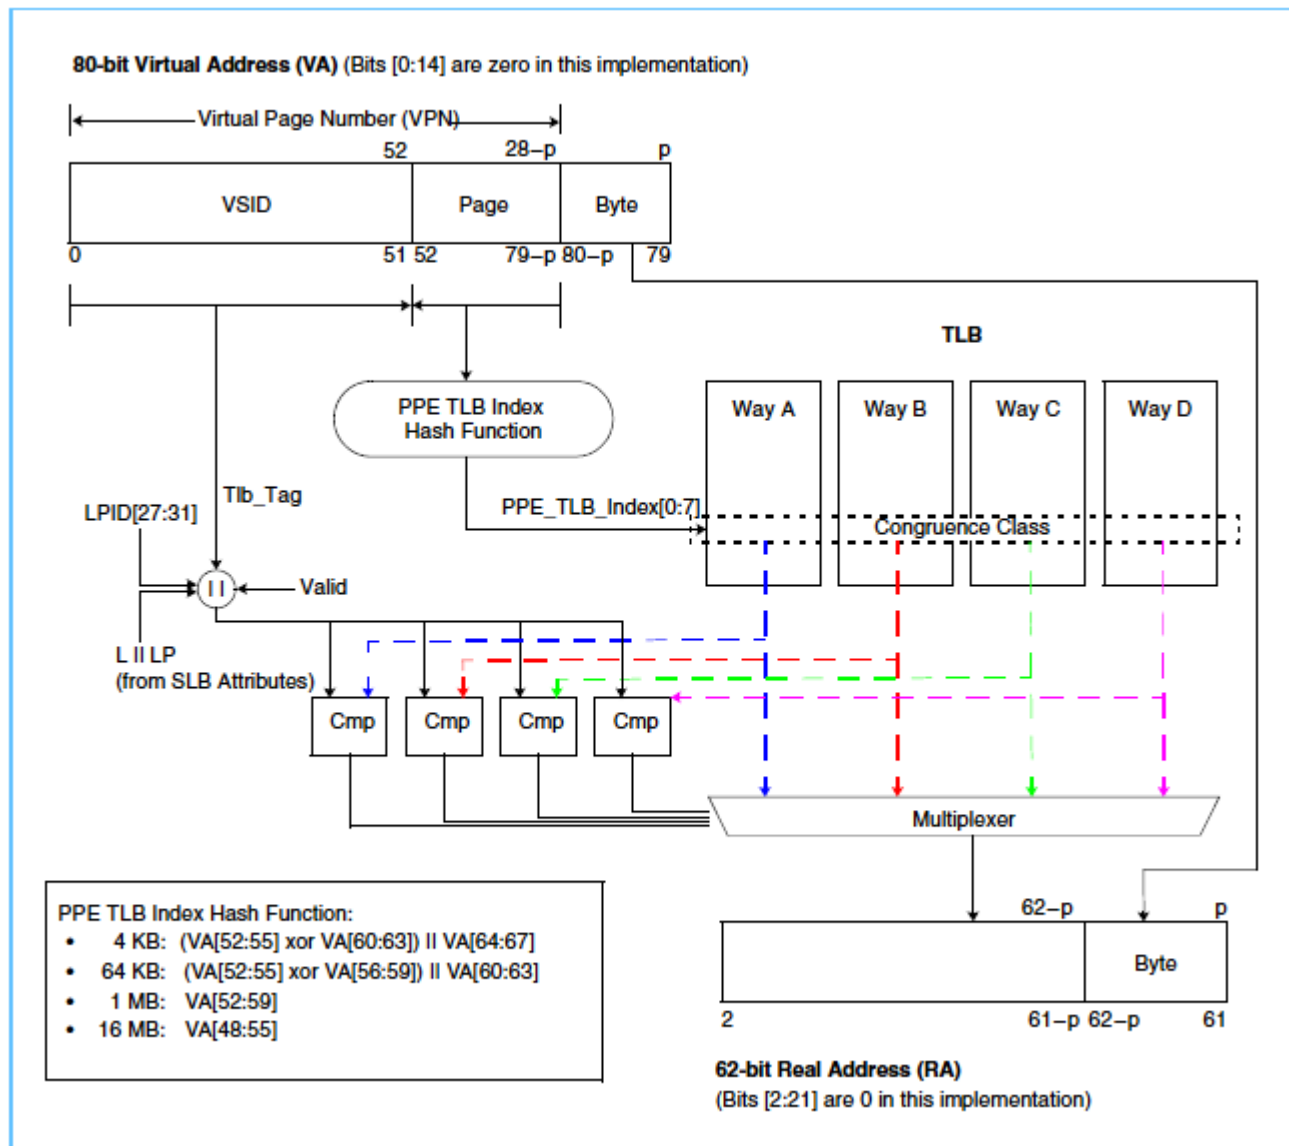 80-bit Virtual Address (VA) (Bits [0:14] are zero in this implementation)
Virtual Page Number (VPN)
52 28–p p
VSID Page Byte
0 51 52 79–p 80–p 79
TLB
PPE TLB Index
Hash Function
Way A Way B Way C Way D
Tlb_Tag
LPID[27:31]
PPE_TLB_Index[0:7]
Congruence Class
I I
Valid
L II LP
(from SLB Attributes)
Cmp Cmp Cmp Cmp
Multiplexer
PPE TLB Index Hash Function:
• 4 KB: (VA[52:55] xor VA[60:63]) II VA[64:67]
• 64 KB: (VA[52:55] xor VA[56:59]) II VA[60:63]
• 1 MB: VA[52:59]
• 16 MB: VA[48:55]
62–p p
Byte
2 61–p 62–p 61
62-bit Real Address (RA)
(Bits [2:21] are 0 in this implementation)